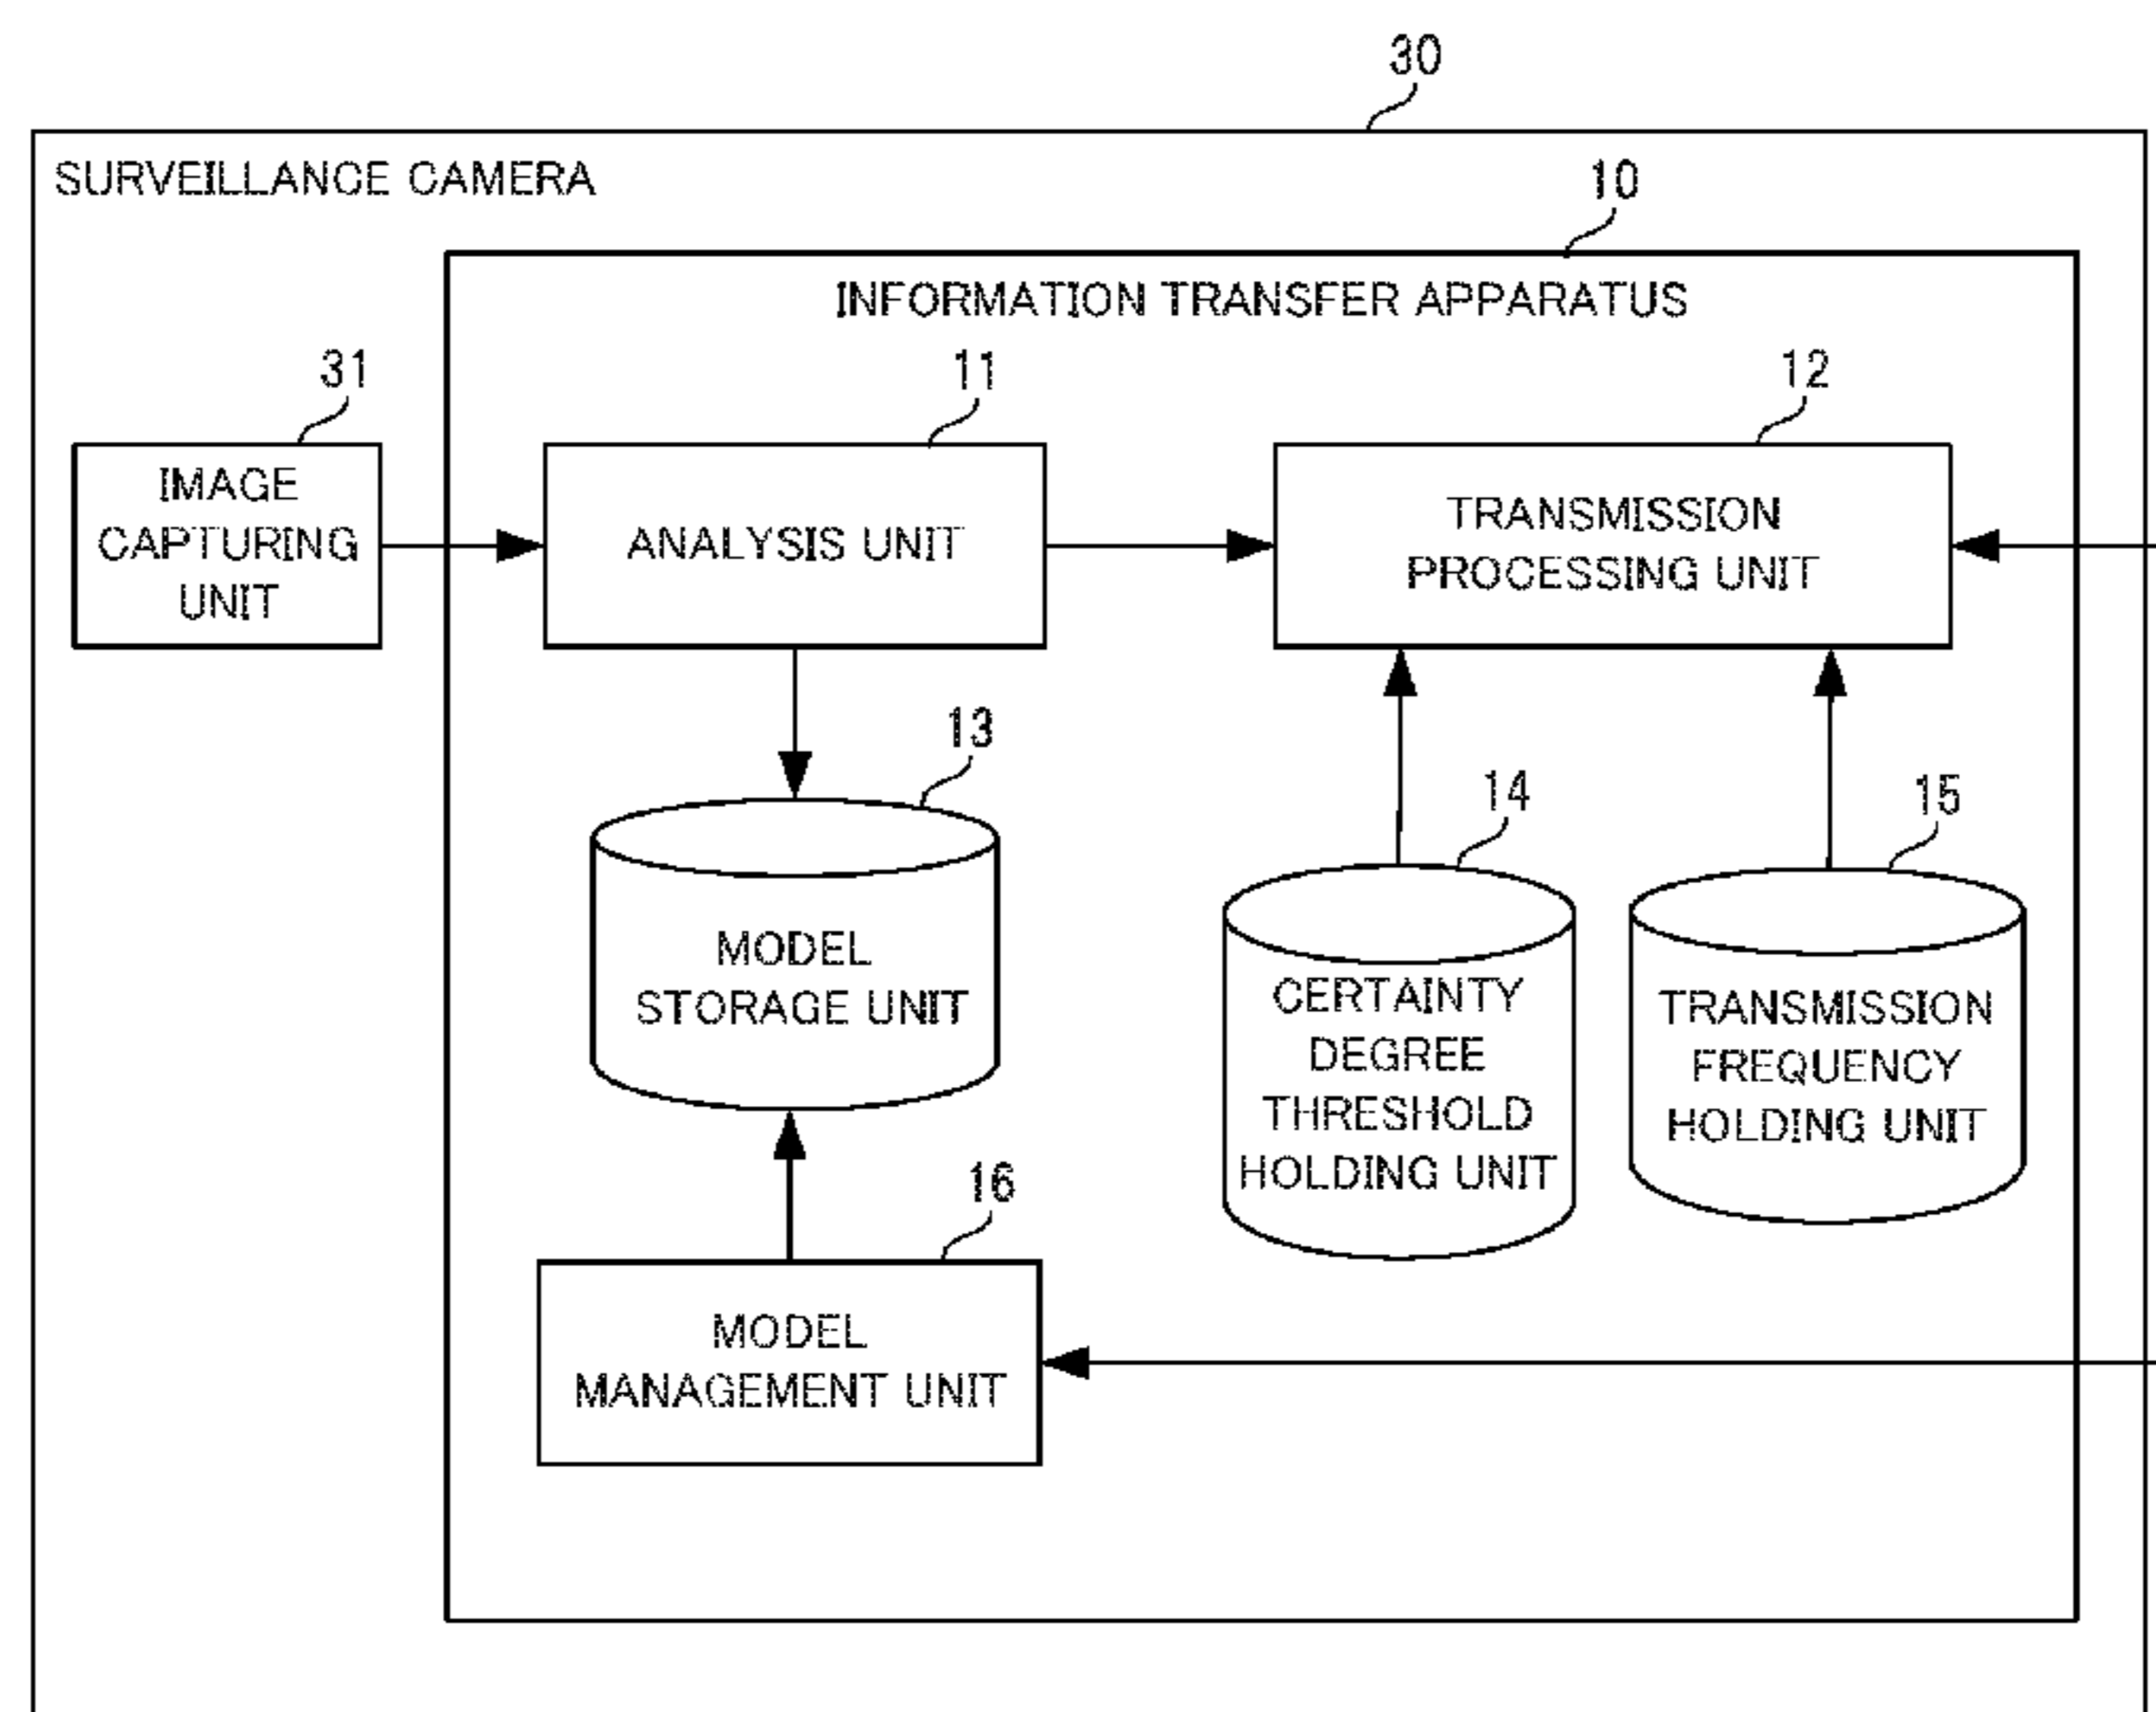 30
SURVEILLANCE CAMERA
10
INFORMATION TRANSFER APPARATUS
31
11
12
IMAGE
CAPTURING
UNIT
ANALYSIS UNIT
TRANSMISSION
PROCESSING UNIT
13
14
15
MODEL
STORAGE UNIT
CERTAINTY
DEGREE
THRESHOLD
HOLDING UNIT
TRANSMISSION
FREQUENCY
HOLDING UNIT
16
MODEL
MANAGEMENT UNIT